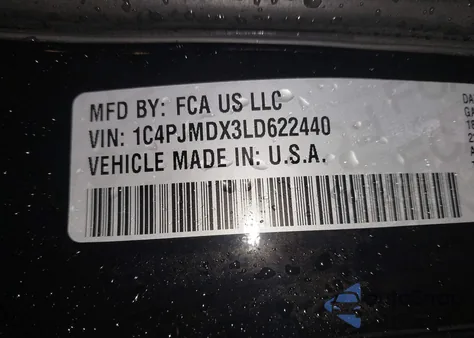 MFD BY: FCA US LLC
VIN: 1C4PJMDX3LD622440
VEHICLE MADE IN: U.S.A.